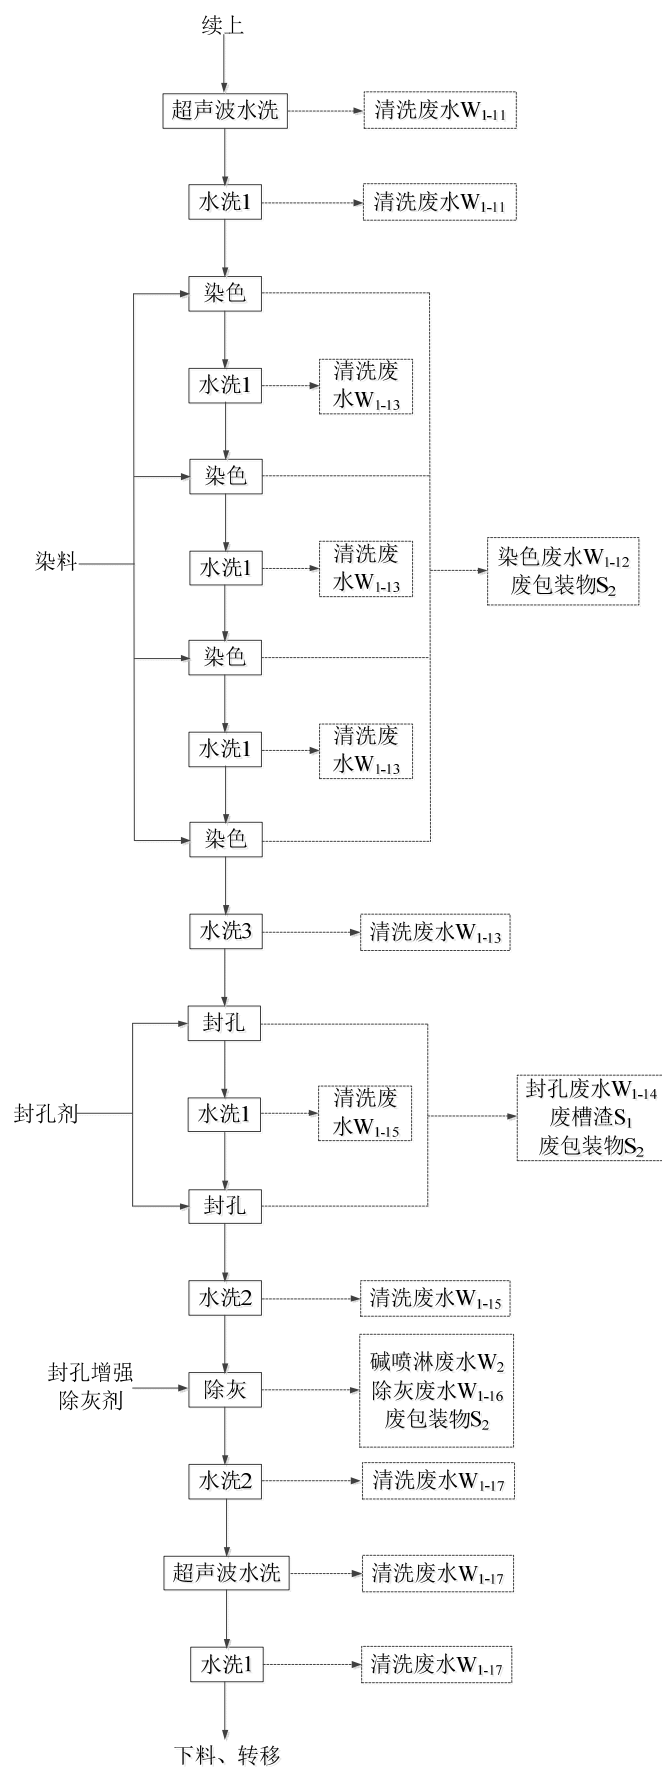 续上
超声波水洗
清洗废水W1-11
水洗1
清洗废水W1-11
染色
水洗1
清洗废
水W1-13
染色
染料
水洗1
清洗废
水W1-13
染色废水W1-12
废包装物S2
染色
水洗1
清洗废
水W1-13
染色
水洗3
清洗废水W1-13
封孔
封孔剂
水洗1
清洗废
水W1-15
封孔废水W1-14
废槽渣S1
废包装物S2
封孔
水洗2
清洗废水W1-15
封孔增强
除灰剂
除灰
碱喷淋废水W2
除灰废水W1-16
废包装物S2
水洗2
清洗废水W1-17
超声波水洗
清洗废水W1-17
水洗1
清洗废水W1-17
下料、转移